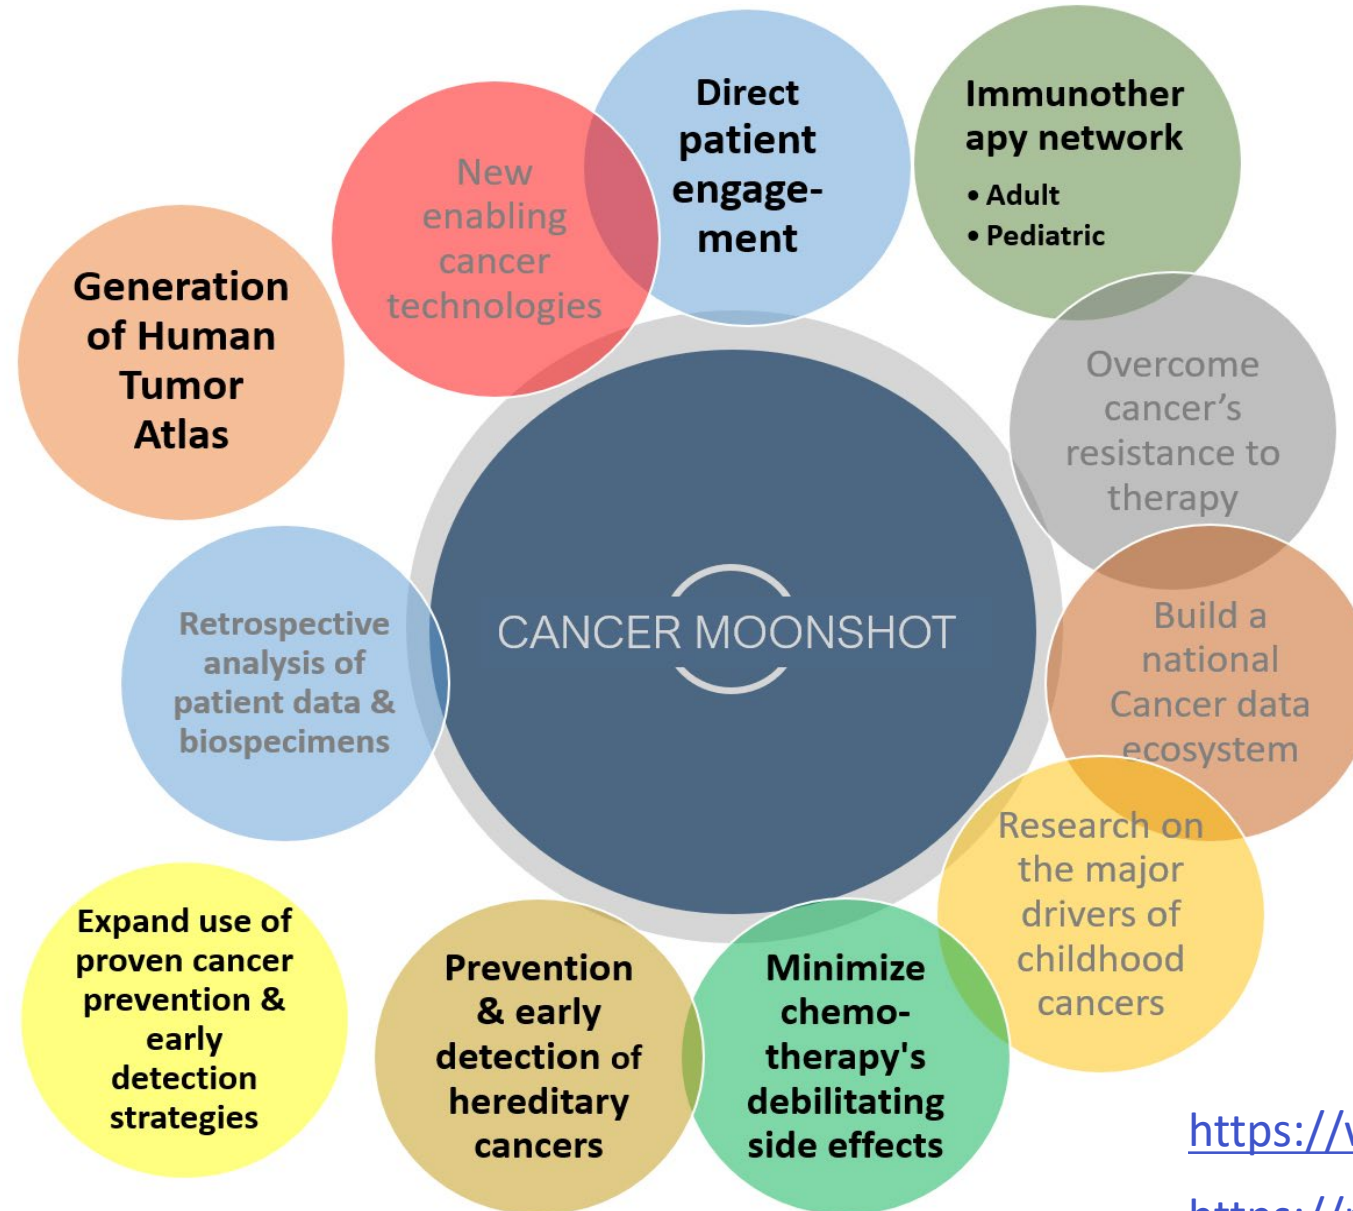 Direct
patient
engage-
ment
Immunother
apy network
• Adult
• Pediatric
New
enabling
cancer
technologies
Generation
of Human
Tumor
Atlas
Overcome
cancer’s
resistance to
therapy
CANCER MOONSHOT
Retrospective
analysis of
patient data &
biospecimens
Build a
national
Cancer data
ecosystem
Research on
the major
drivers of
childhood
cancers
Expand use of
proven cancer
prevention &
early
detection
strategies
Prevention
& early
detection of
hereditary
cancers
Minimize
chemo-
therapy's
debilitating
side effects